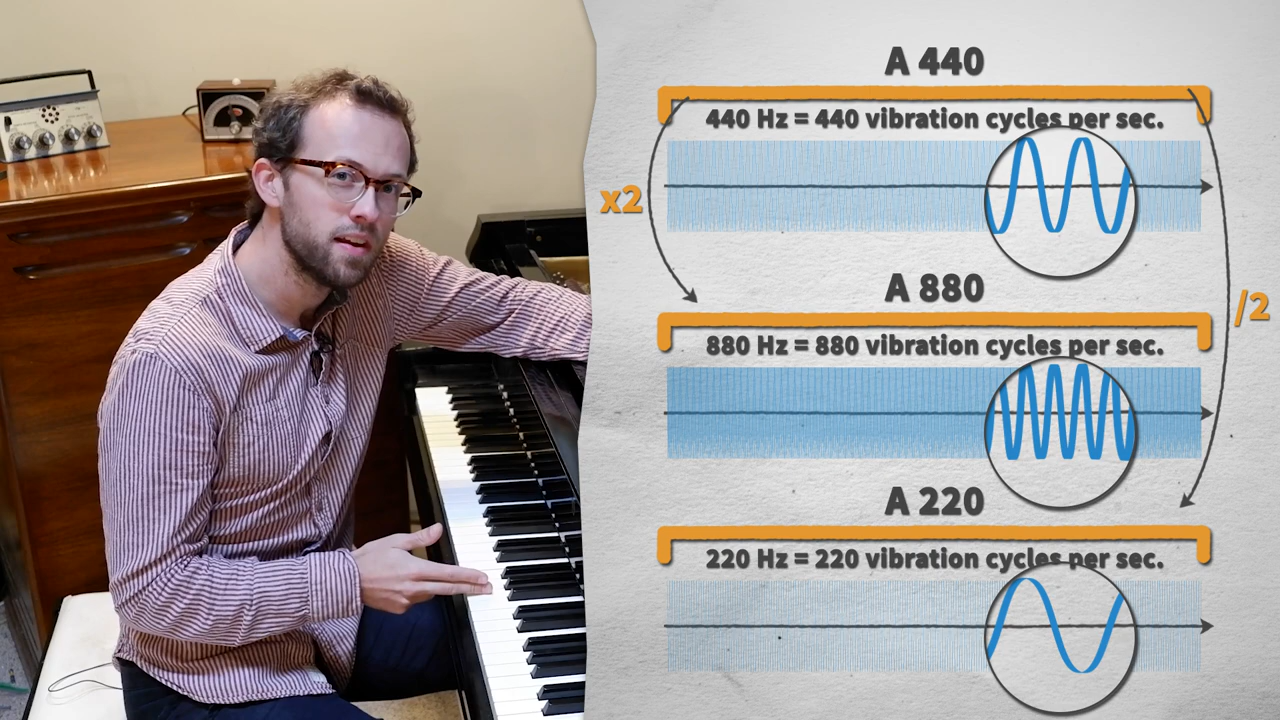 A 440
440 Hz = 440 vibration cycles per sec.
x2
A 880
/2
880 Hz = 880 vibration cycles per sec.
A 220
220 Hz = 220 vibration cycles per sec.